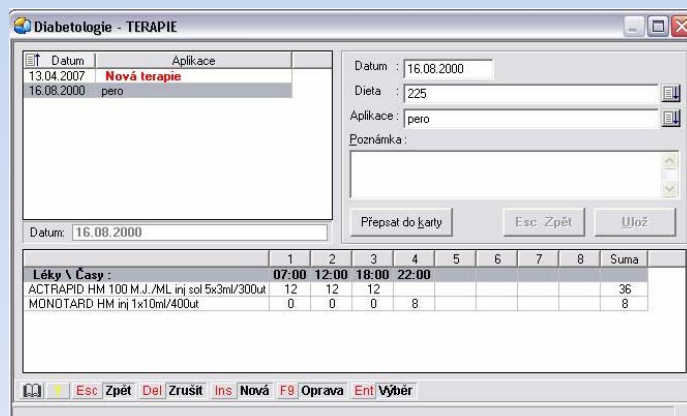 Diabetologie - TERAPIE
Datum Aplikace
13.04.2007 Nová terapie
16.08.2000 pero
Datum: 16.08.2000
Datum : 16.08.2000
Dieta : 225
Aplikace : pero
Poznámka :
Přepsat do karty Esc Zpět Ulož
1 2 3 4 5 6 7 8 Suma
Léky \ Časy : 07:00 12:00 18:00 22:00
ACTRAPID HM 100 M.J./ML inj sol 5x3ml/300ut 12 12 12 36
MONOTARD HM inj 1x10ml/400ut 0 0 0 8 8
Esc Zpět Del Zrušit Ins Nová F9 Oprava Ent Výběr